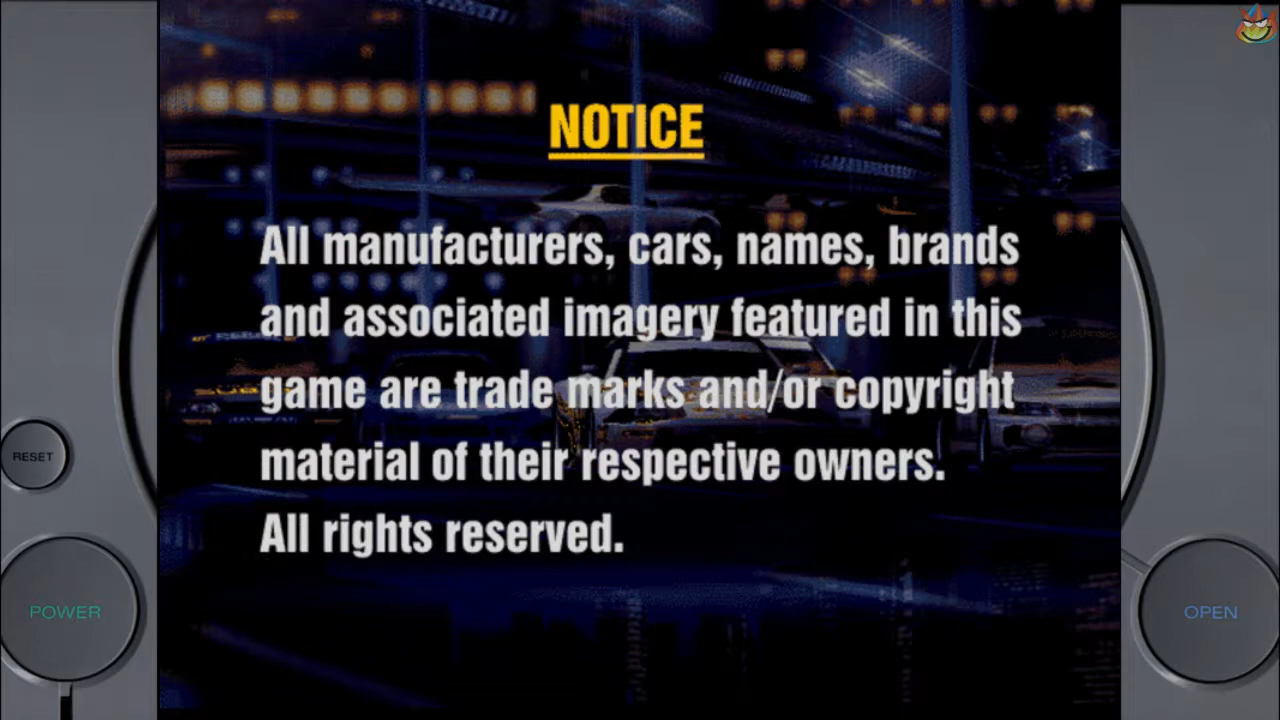 NOTICE
All manufacturers, cars, names, brands
and associated imagery featured in this
game are trade marks and/or copyright
material of their respective owners.
All rights reserved.
RESET
POWER
OPEN